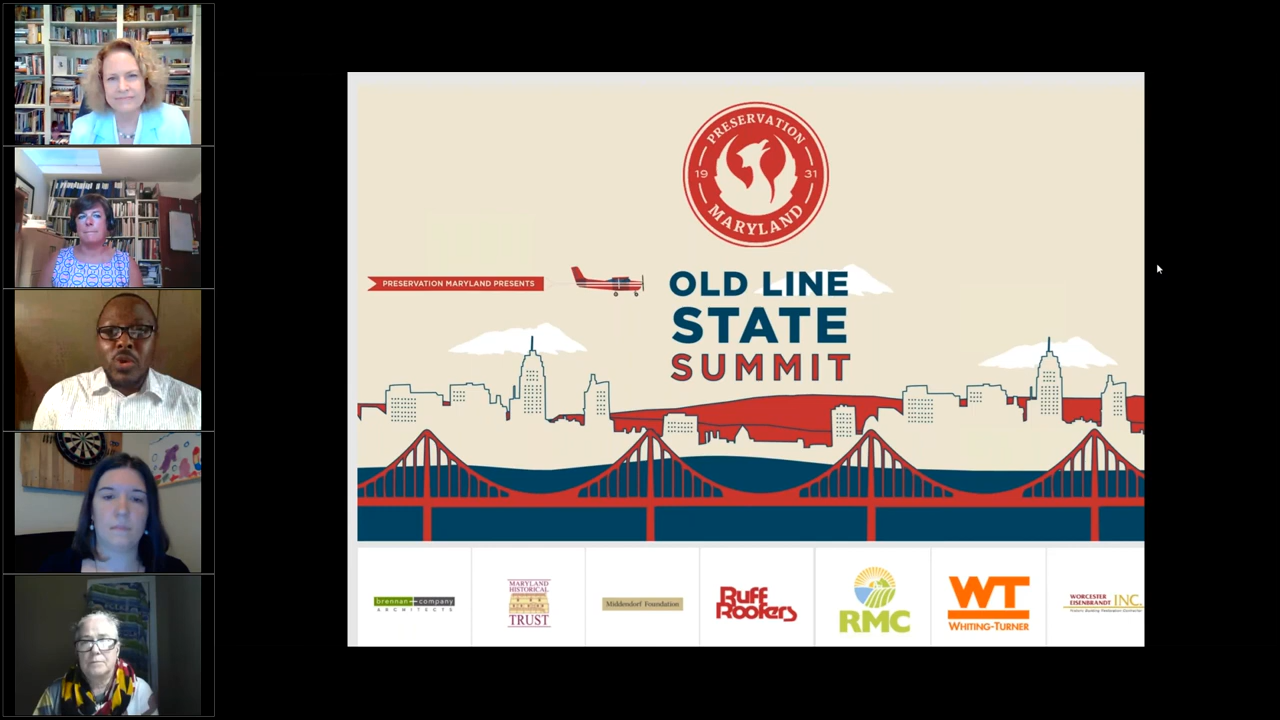 PRESERVATION
19 31
MARYLAND
PRESERVATION MARYLAND PRESENTS
OLD LINE
STATE
SUMMIT
brennan+company
ARCHITECTS
MARYLAND
HISTORICAL
TRUST
Middendorf Foundation
Ruff
Roofers
RMC
WT
WHITING-TURNER
WORCESTER
EISENBRANDT INC.